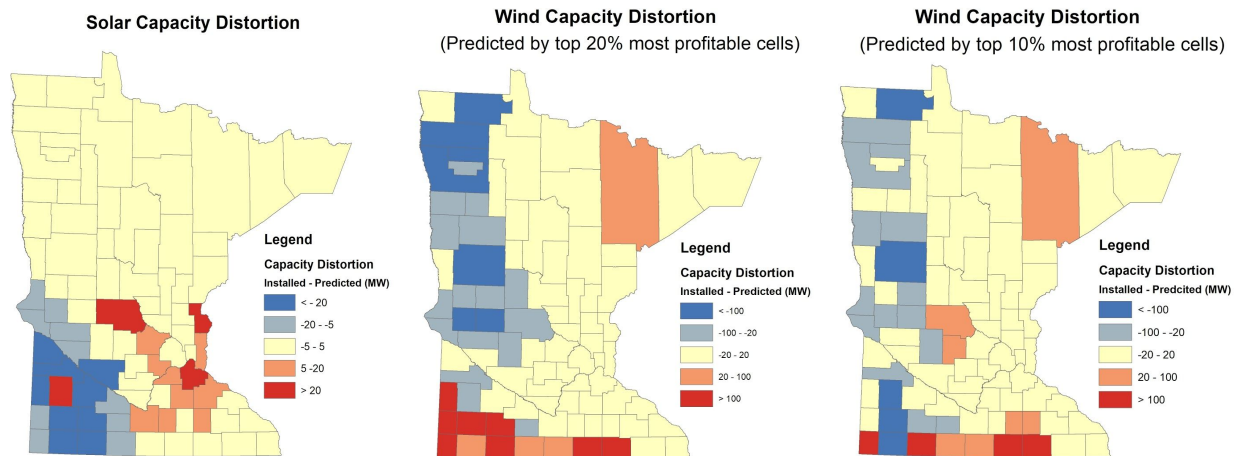 Solar Capacity Distortion
Legend
Capacity Distortion
Installed - Predicted (MW)
< - 20
-20 - -5
-5 - 5
5 -20
> 20
Wind Capacity Distortion
(Predicted by top 20% most profitable cells)
Legend
Capacity Distortion
Installed - Predicted (MW)
< -100
-100 - -20
-20 - 20
20 - 100
> 100
Wind Capacity Distortion
(Predicted by top 10% most profitable cells)
Legend
Capacity Distortion
Installed - Predcited (MW)
< -100
-100 - -20
-20 - 20
20 - 100
> 100